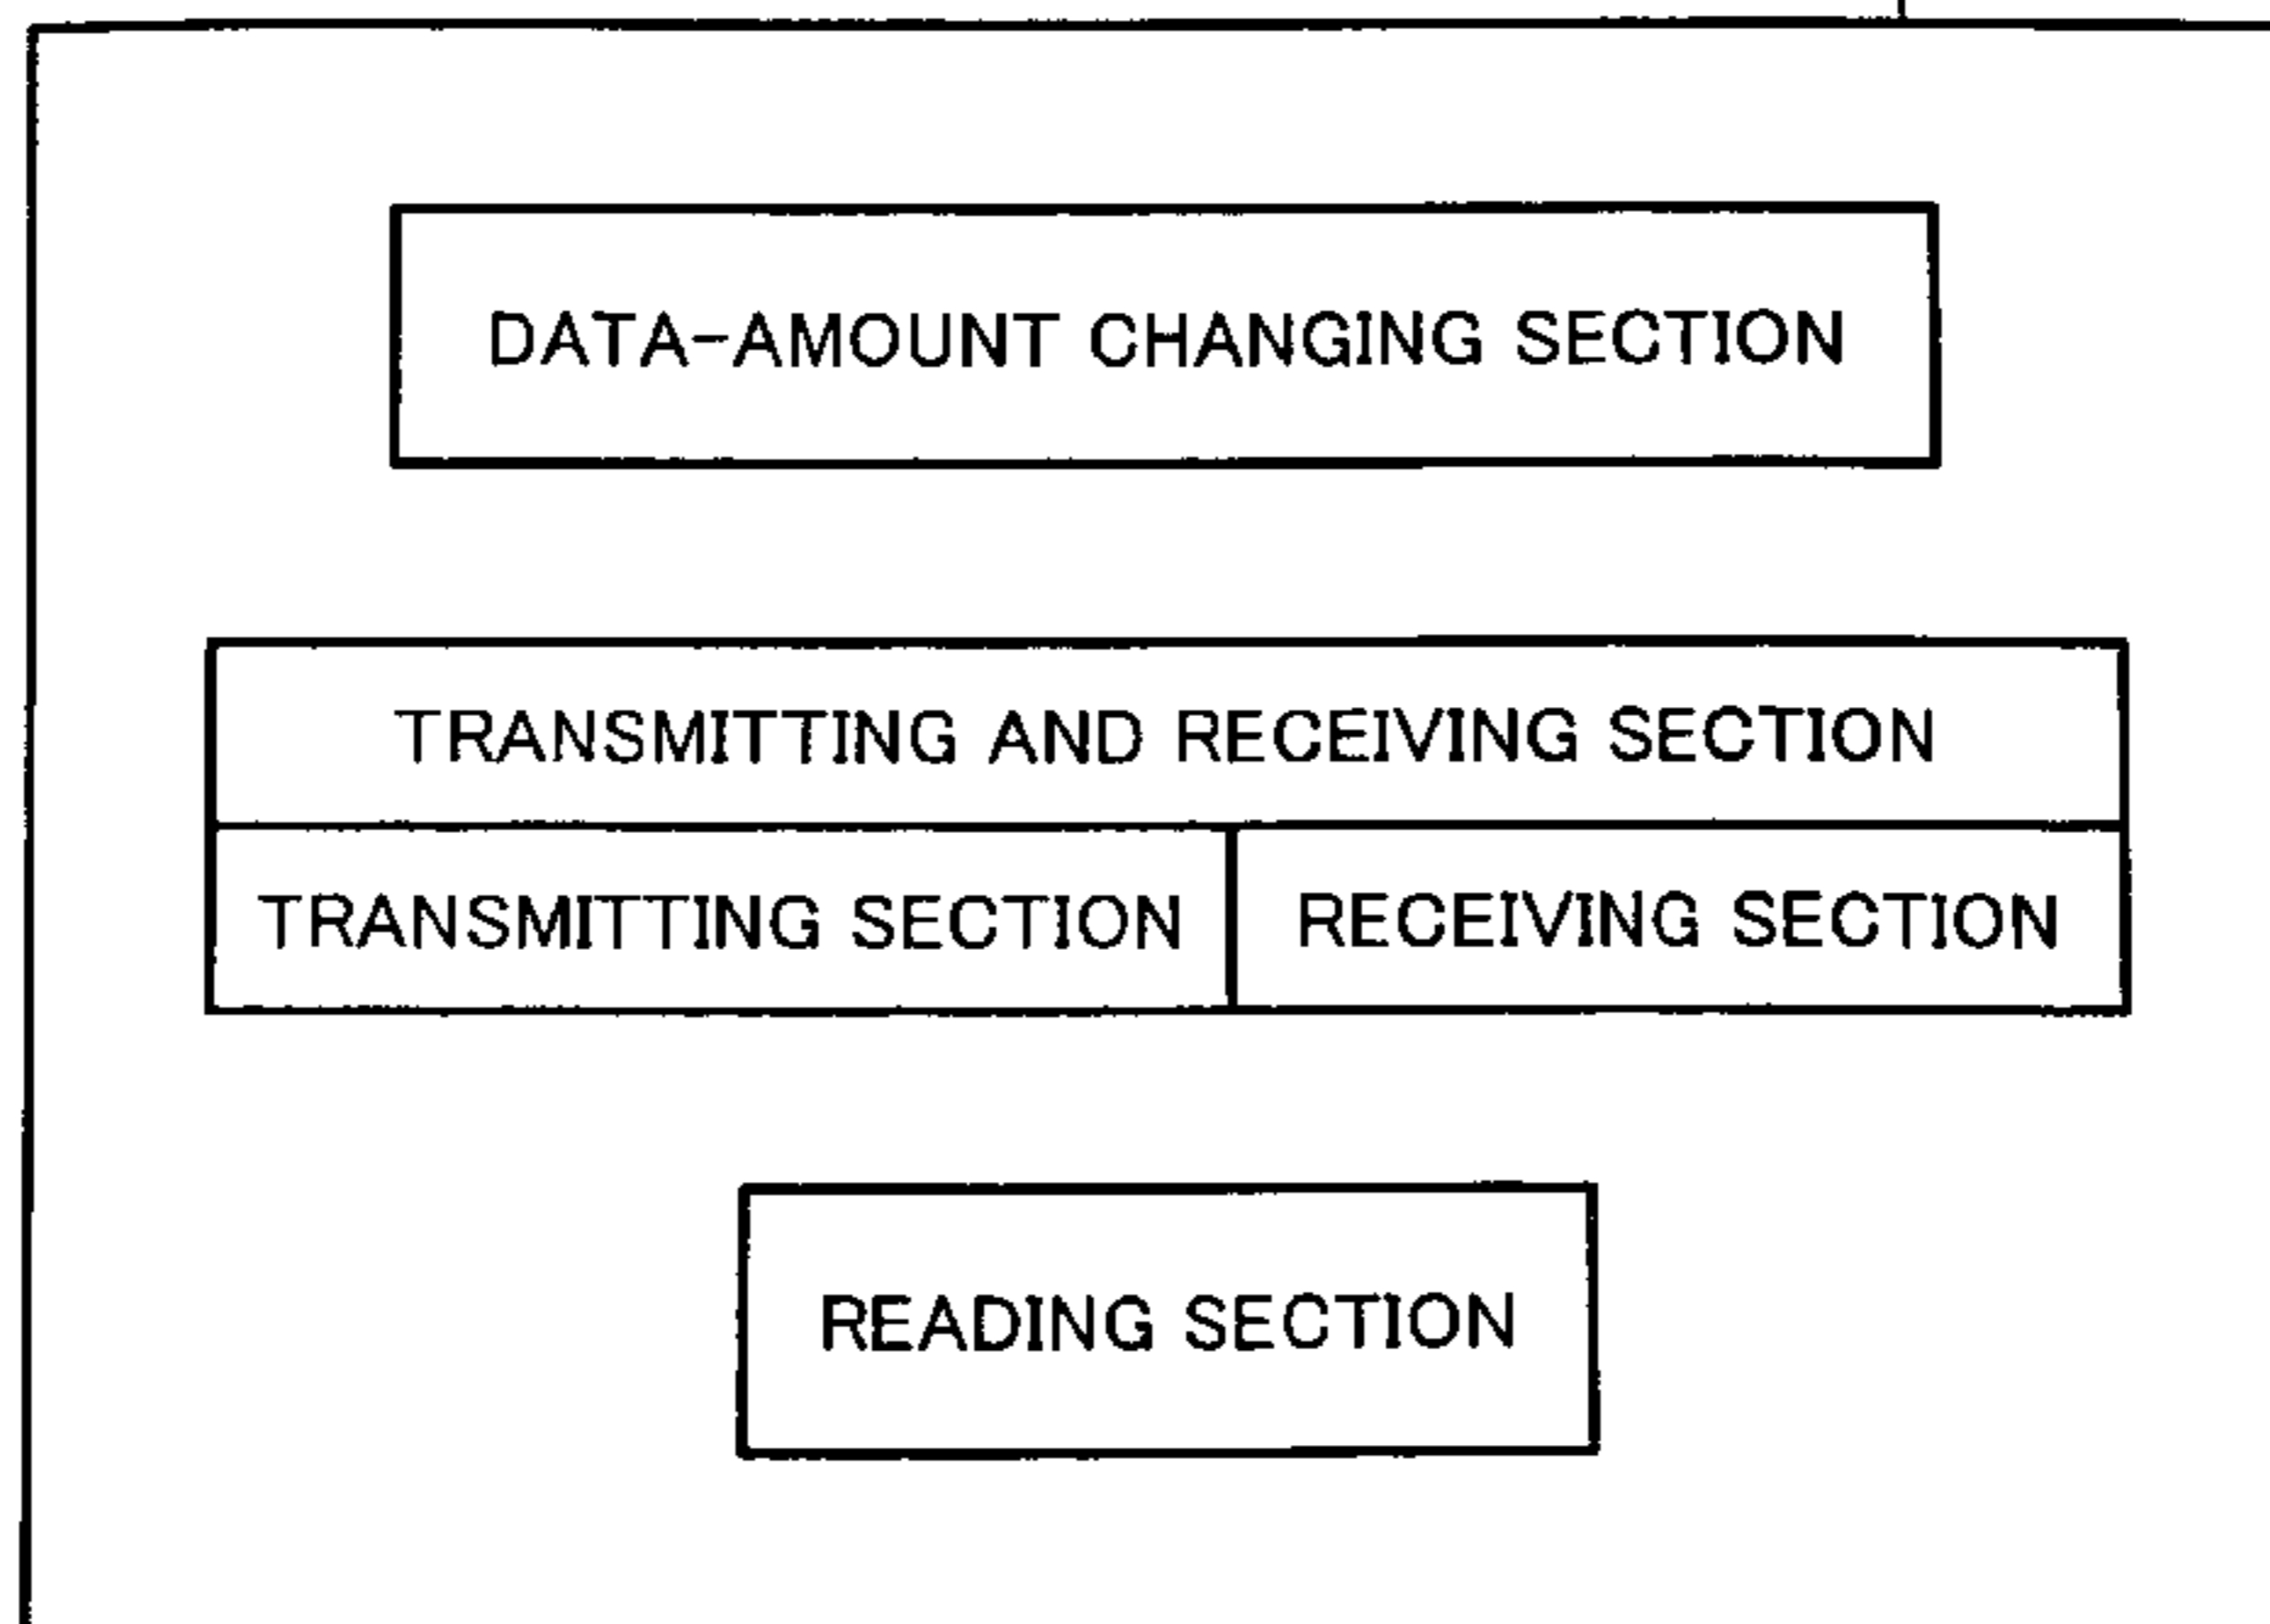 DATA-AMOUNT CHANGING SECTION
TRANSMITTING AND RECEIVING SECTION
TRANSMITTING SECTION RECEIVING SECTION
READING SECTION